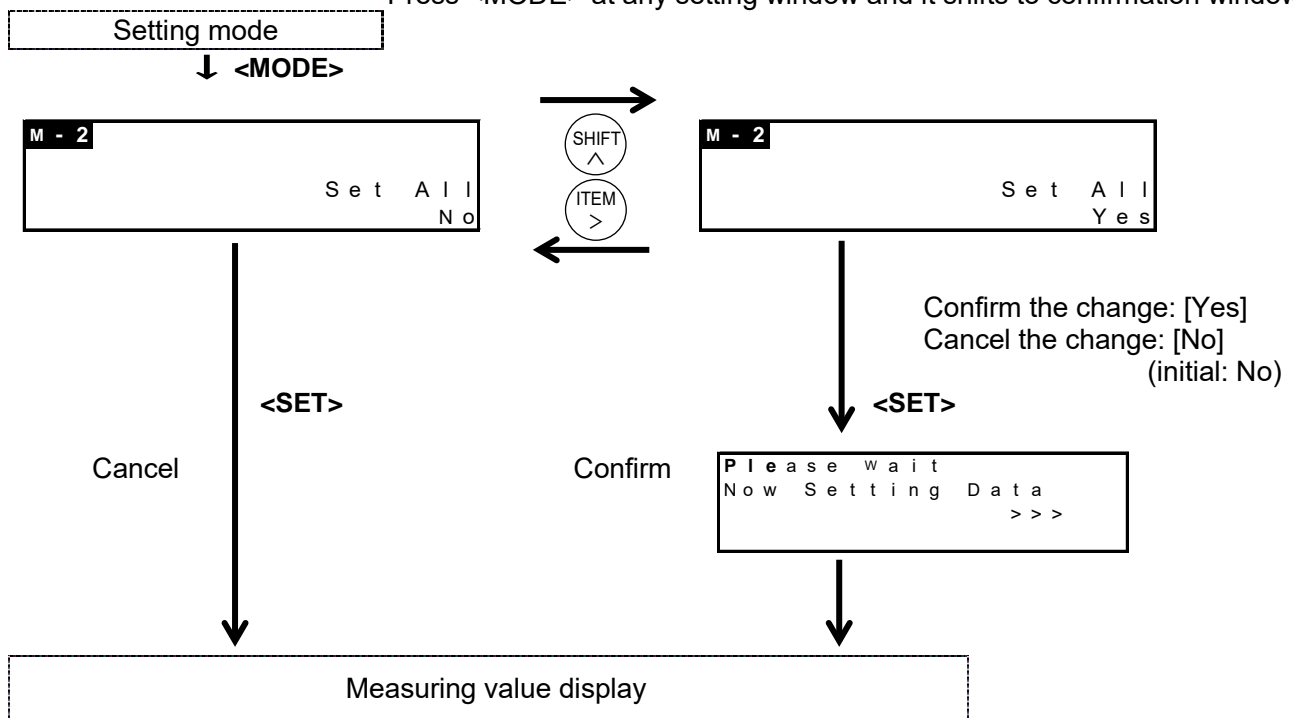 Press <MODE> at any setting window and it shifts to confirmation window
Setting mode
↓ <MODE>
M - 2
Set All
No
SHIFT
ITEM
>
M - 2
Set All
Yes
Confirm the change: [Yes]
Cancel the change: [No]
(initial: No)
<SET>
<SET>
Cancel
Confirm
Please wait
Now Setting Data
>>>
Measuring value display